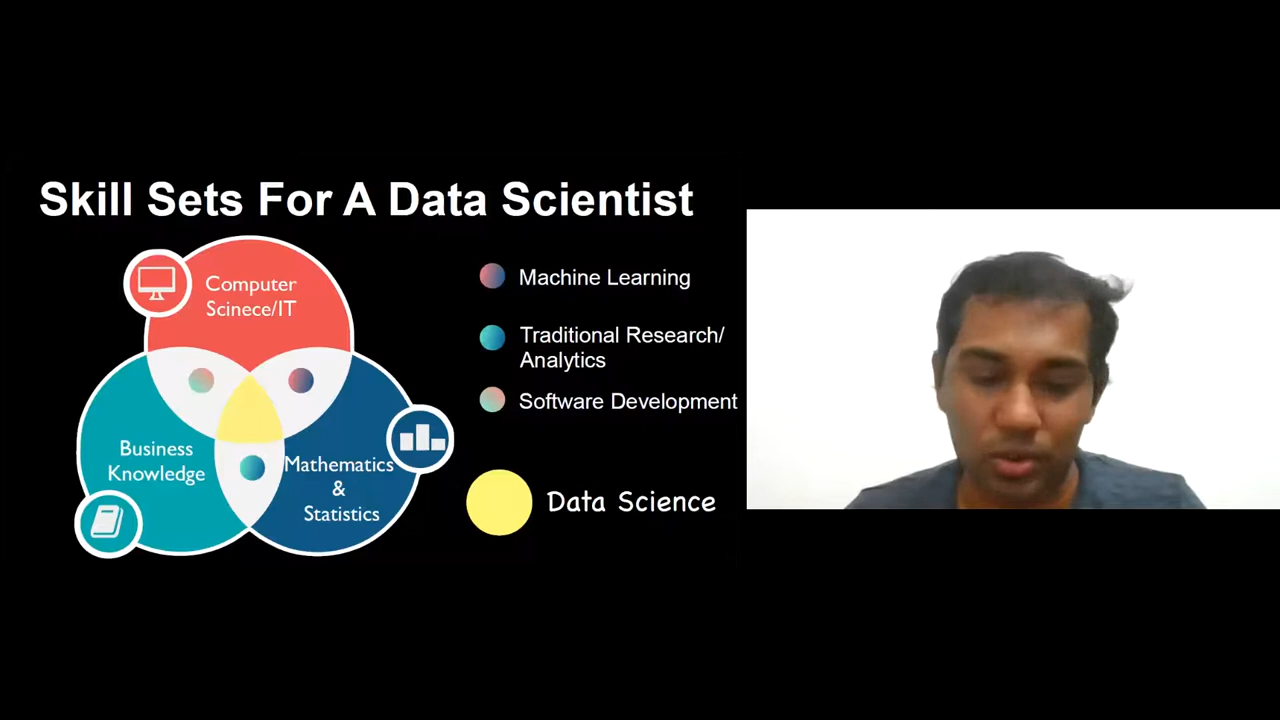 Skill Sets For A Data Scientist
Computer
Scinece/IT
Business
Knowledge
Mathematics
&
Statistics
Machine Learning
Traditional Research/
Analytics
Software Development
Data Science